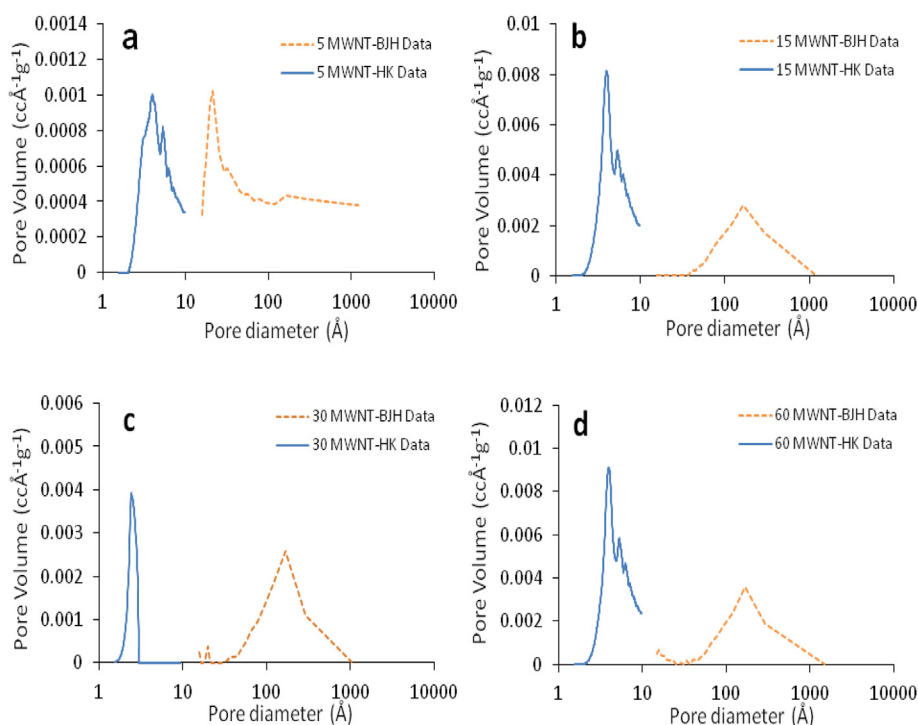 a
5 MWNT-BJH Data
5 MWNT-HK Data
Pore Volume (ccÅ⁻¹g⁻¹)
0.0014
0.0012
0.001
0.0008
0.0006
0.0004
0.0002
0
1 10 100 1000 10000
Pore diameter (Å)
b
15 MWNT-BJH Data
15 MWNT-HK Data
Pore Volume (ccÅ⁻¹g⁻¹)
0.01
0.008
0.006
0.004
0.002
0
1 10 100 1000 10000
Pore diameter (Å)
c
30 MWNT-BJH Data
30 MWNT-HK Data
Pore Volume (ccÅ⁻¹g⁻¹)
0.006
0.005
0.004
0.003
0.002
0.001
0
1 10 100 1000 10000
Pore diameter (Å)
d
60 MWNT-BJH Data
60 MWNT-HK Data
Pore Volume (ccÅ⁻¹g⁻¹)
0.012
0.01
0.008
0.006
0.004
0.002
0
1 10 100 1000 10000
Pore diameter (Å)